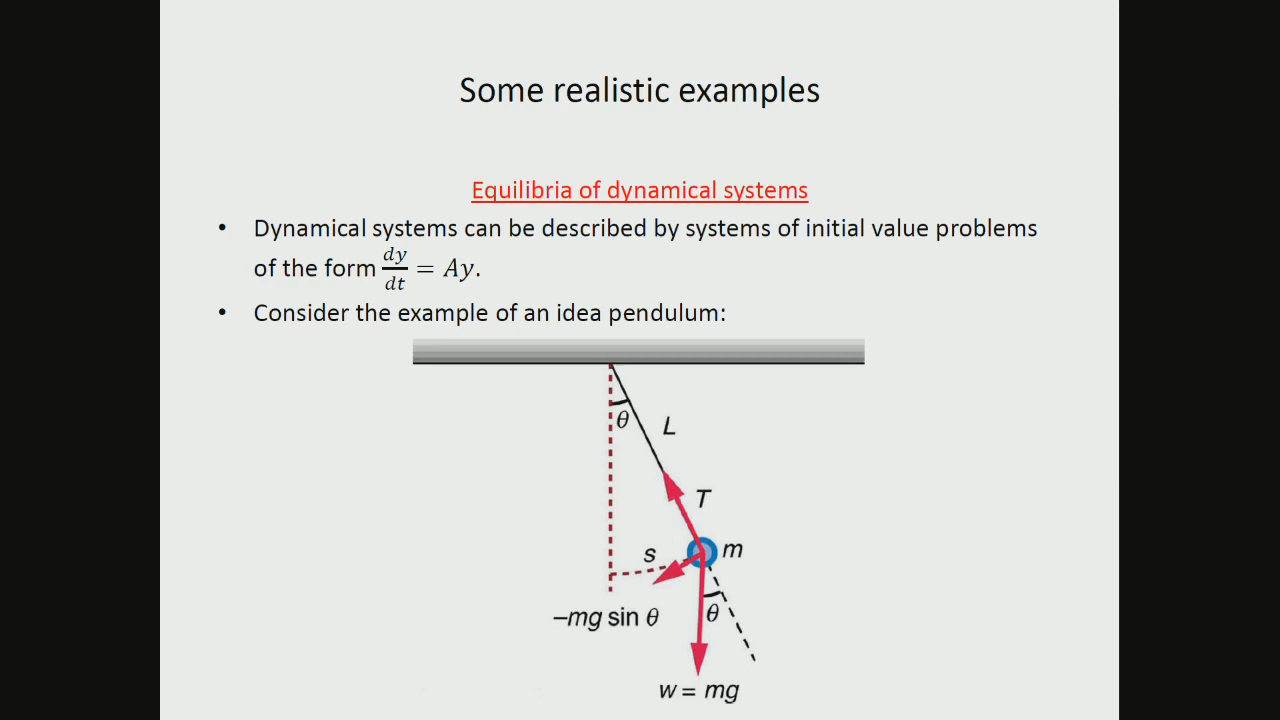 Some realistic examples
Equilibria of dynamical systems
• Dynamical systems can be described by systems of initial value problems
of the form dy/dt = Ay.
• Consider the example of an idea pendulum:
θ
L
T
s
m
–mg sin θ
θ
w = mg